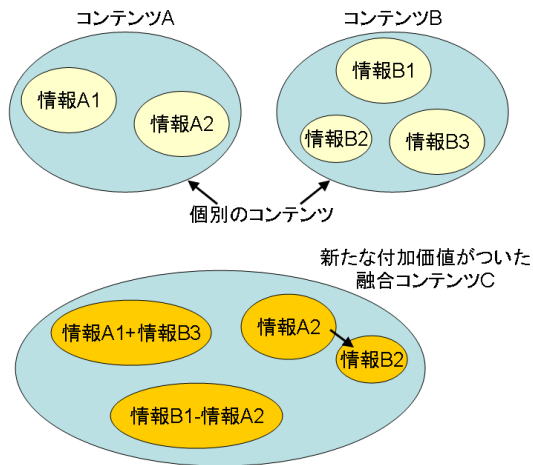 コンテンツA
コンテンツB
情報A1
情報A2
情報B1
情報B2
情報B3
個別のコンテンツ
新たな付加価値がついた
融合コンテンツC
情報A1+情報B3
情報A2
情報B2
情報B1-情報A2